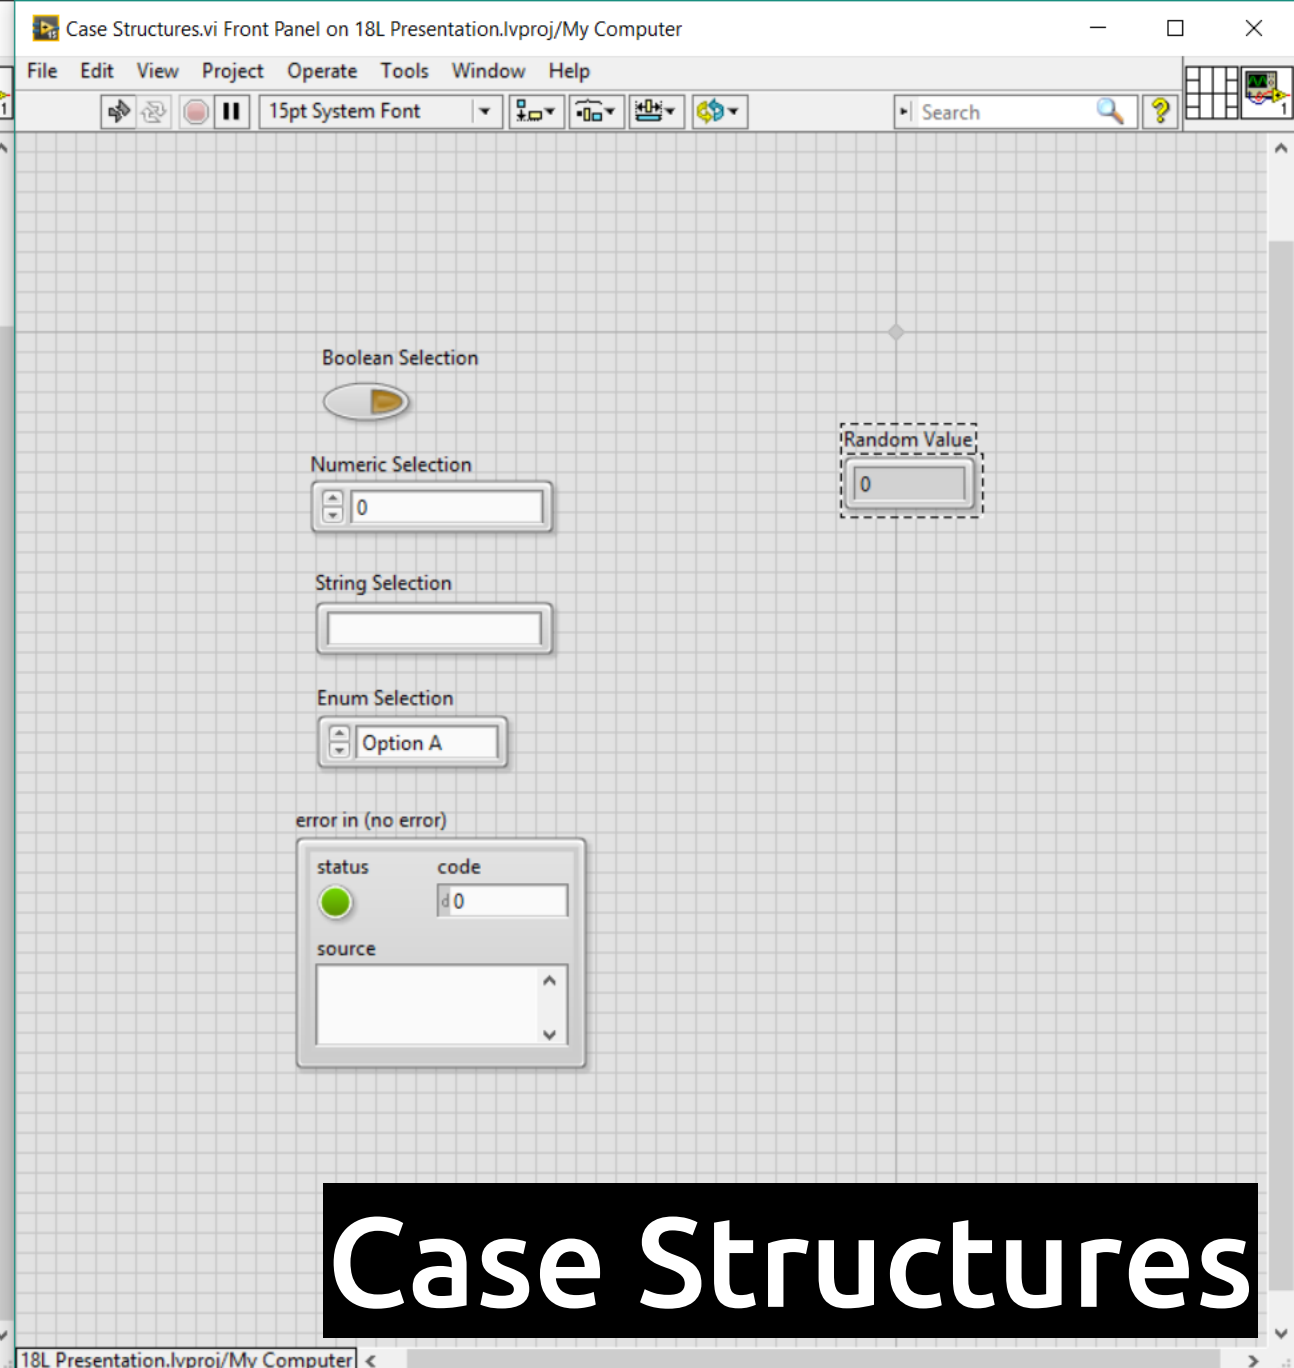 Case Structures.vi Front Panel on 18L Presentation.lvproj/My Computer
File Edit View Project Operate Tools Window Help
15pt System Font
Search
?
1
1
Boolean Selection
Random Value
0
Numeric Selection
0
String Selection
Enum Selection
Option A
error in (no error)
status code
d 0
source
Case Structures
18L Presentation.lvproj/My Computer